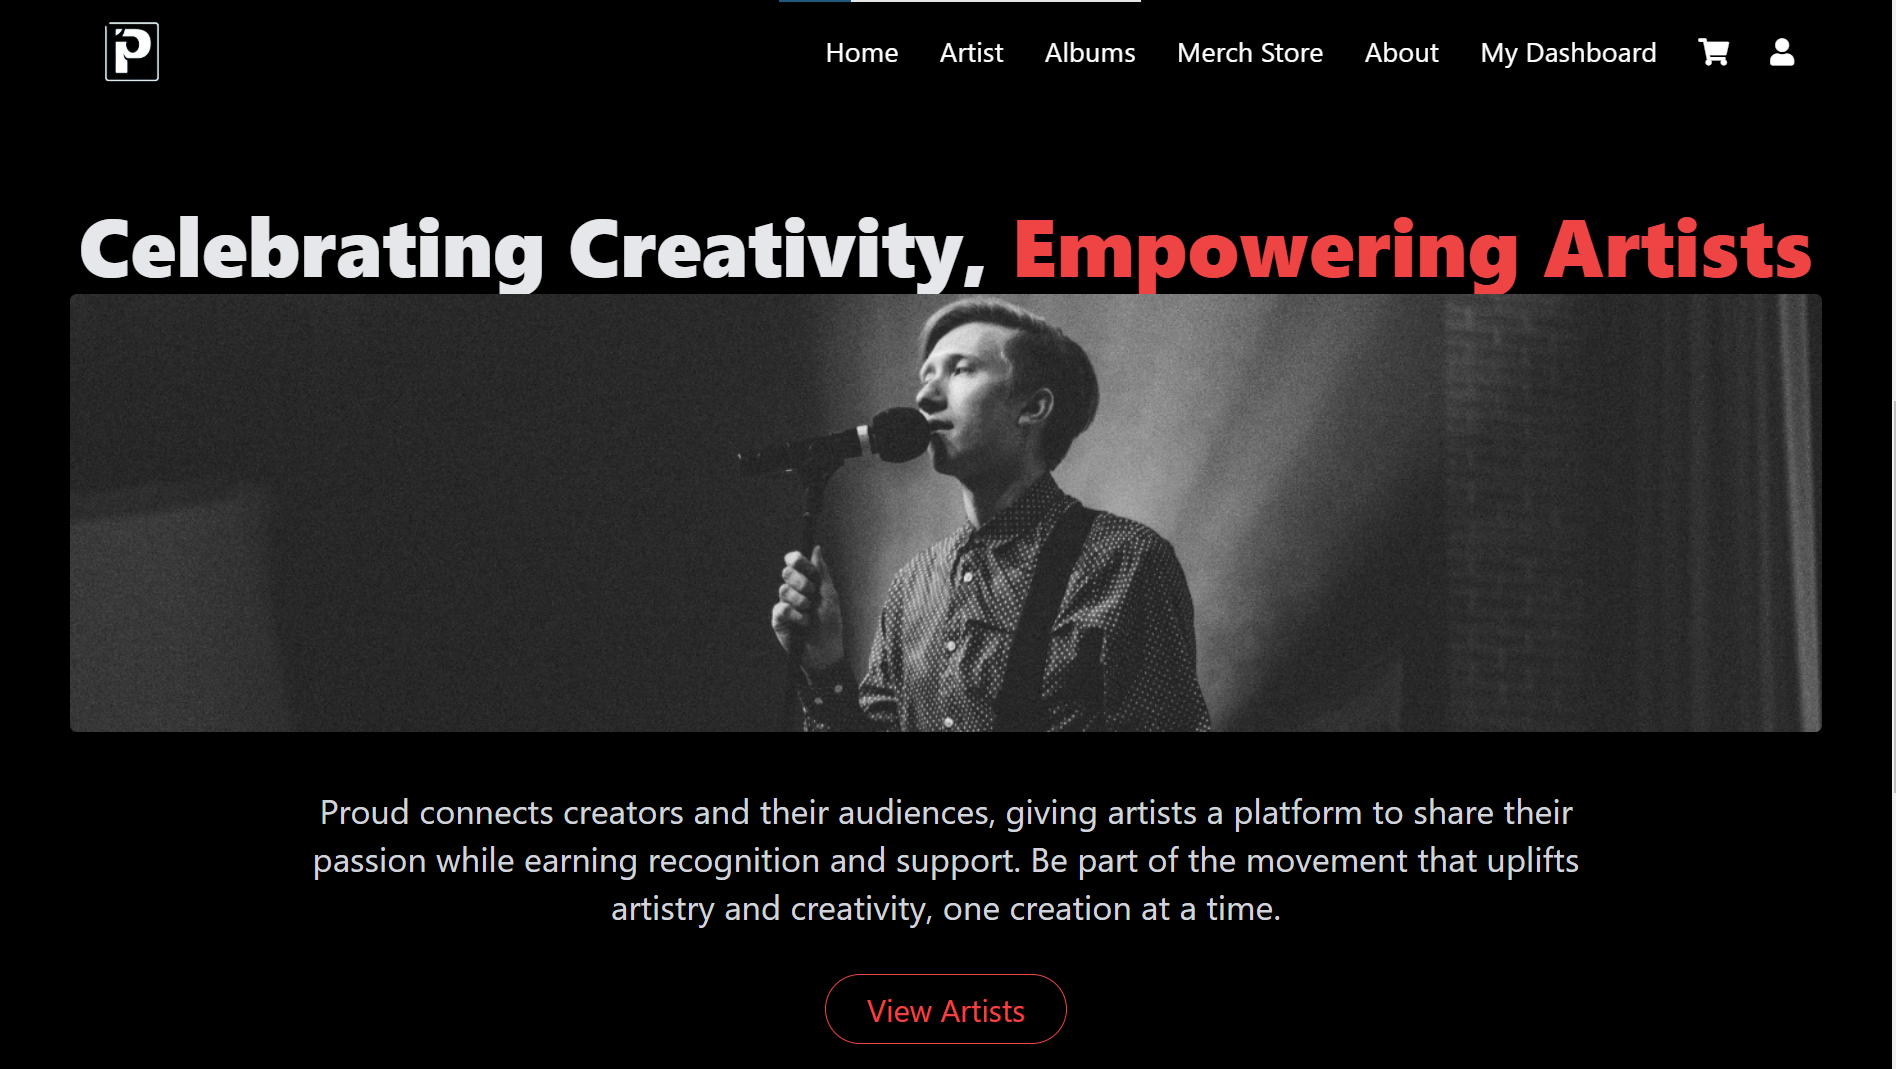 P
Home Artist Albums Merch Store About My Dashboard
Celebrating Creativity, Empowering Artists
Proud connects creators and their audiences, giving artists a platform to share their
passion while earning recognition and support. Be part of the movement that uplifts
artistry and creativity, one creation at a time.
View Artists